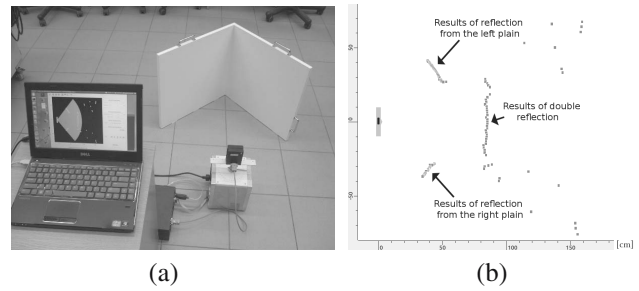 Results of reflection
from the left plain
Results of double
reflection
Results of reflection
from the right plain
50
0
-50
0
50
100
150
[cm]
DELL
(a)
(b)